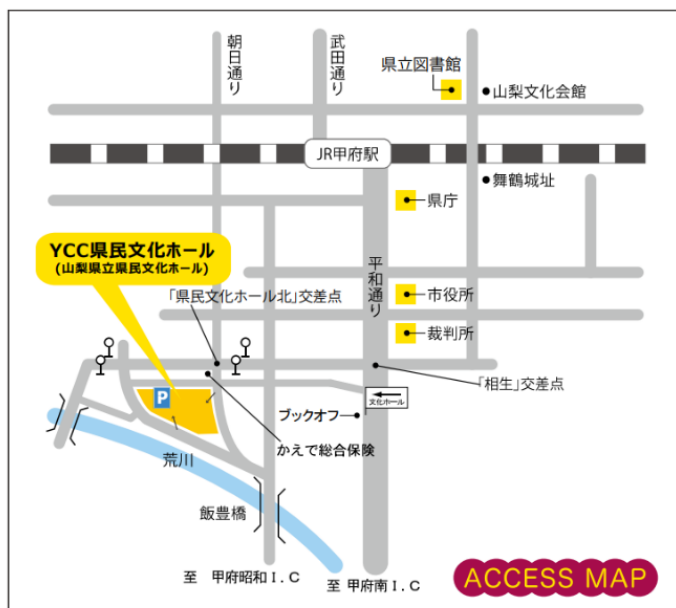 朝日通り
武田通り
県立図書館
山梨文化会館
JR甲府駅
舞鶴城址
県庁
YCC県民文化ホール
(山梨県立県民文化ホール)
平和通り
「県民文化ホール北」交差点
市役所
裁判所
「相生」交差点
P
文化ホール
ブックオフ
かえで総合保険
荒川
飯豊橋
至 甲府昭和I.C
至 甲府南I.C
ACCESS MAP